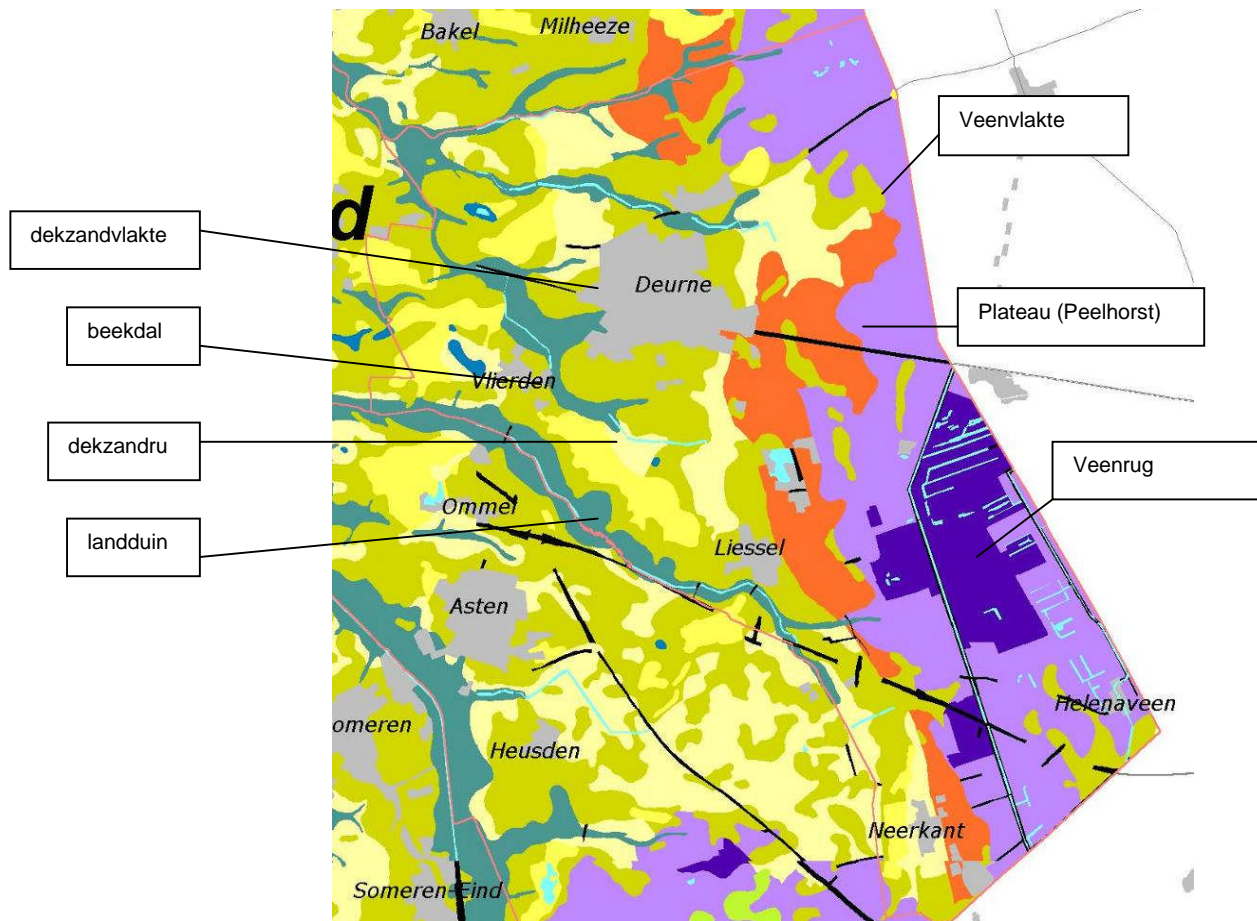 Bakel
Milheeze
Veenvlakte
d
dekzandvlakte
Deurne
Plateau (Peelhorst)
beekdal
Vlierden
dekzandru
Veenrug
Ommel
landduin
Liessel
Asten
Helenaveen
omeren
Heusden
Neerkant
Someren-Eind